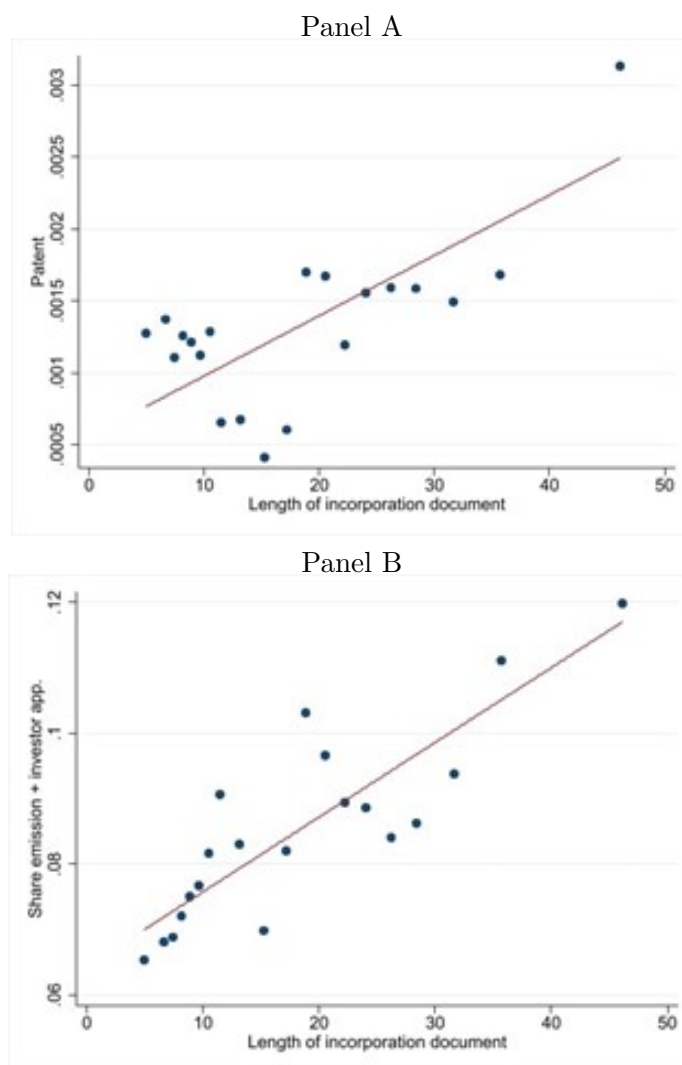 Panel A
.003
.0025
.002
.0015
.001
.0005
Patent
0 10 20 30 40 50
Length of incorporation document
Panel B
.12
.1
.08
.06
Share emission + investor app.
0 10 20 30 40 50
Length of incorporation document